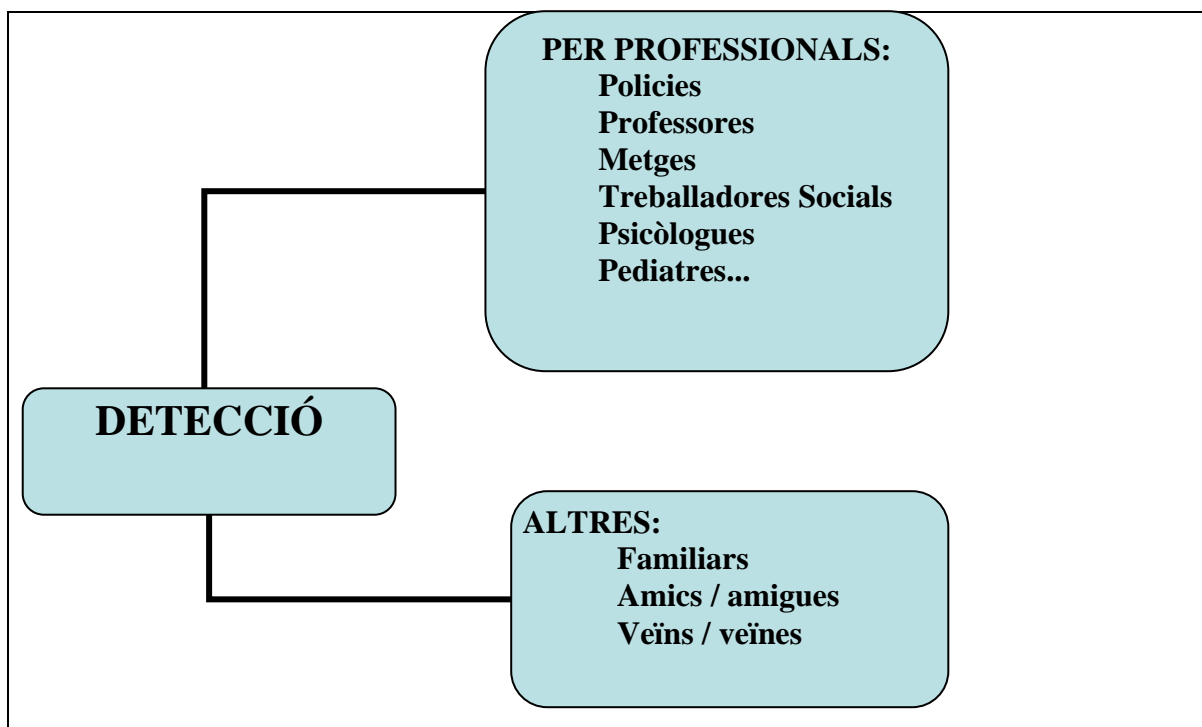 PER PROFESSIONALS:
Policies
Professores
Metges
Treballadores Socials
Psicòlogues
Pediatres...
DETECCIÓ
ALTRES:
Familiars
Amics / amigues
Veïns / veïnes